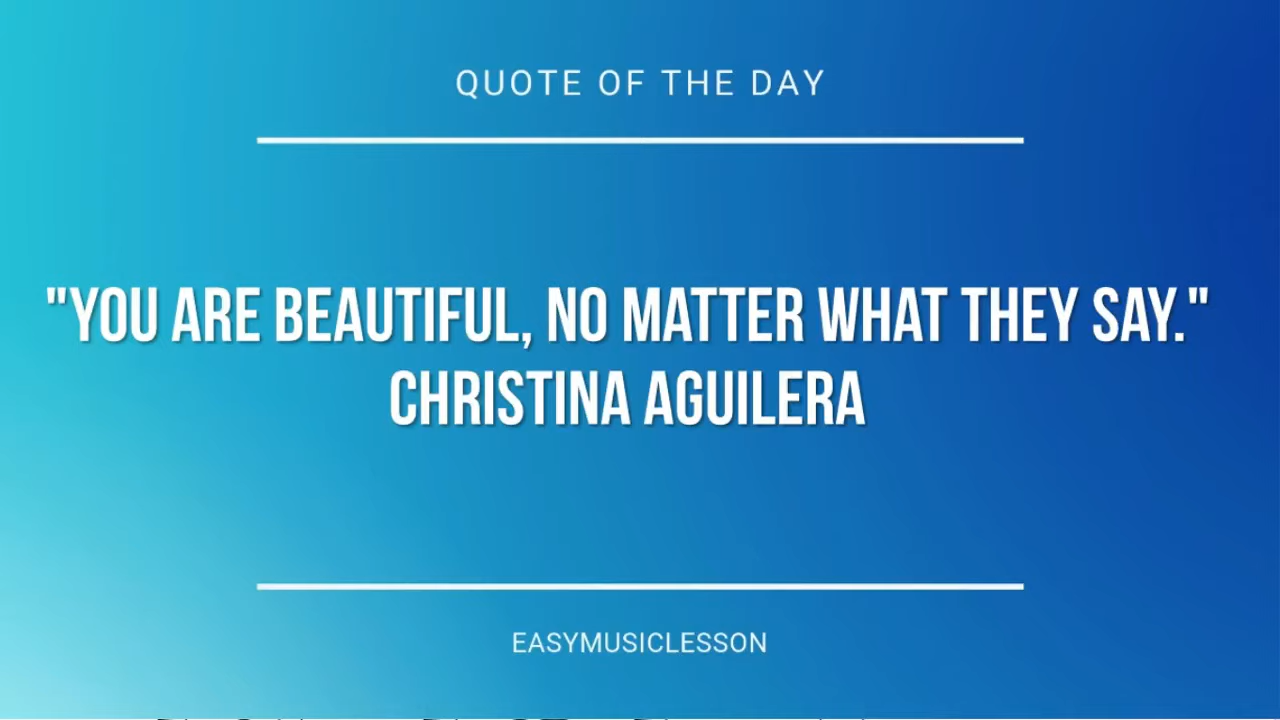 QUOTE OF THE DAY
"YOU ARE BEAUTIFUL, NO MATTER WHAT THEY SAY."
CHRISTINA AGUILERA
EASYMUSICLESSON